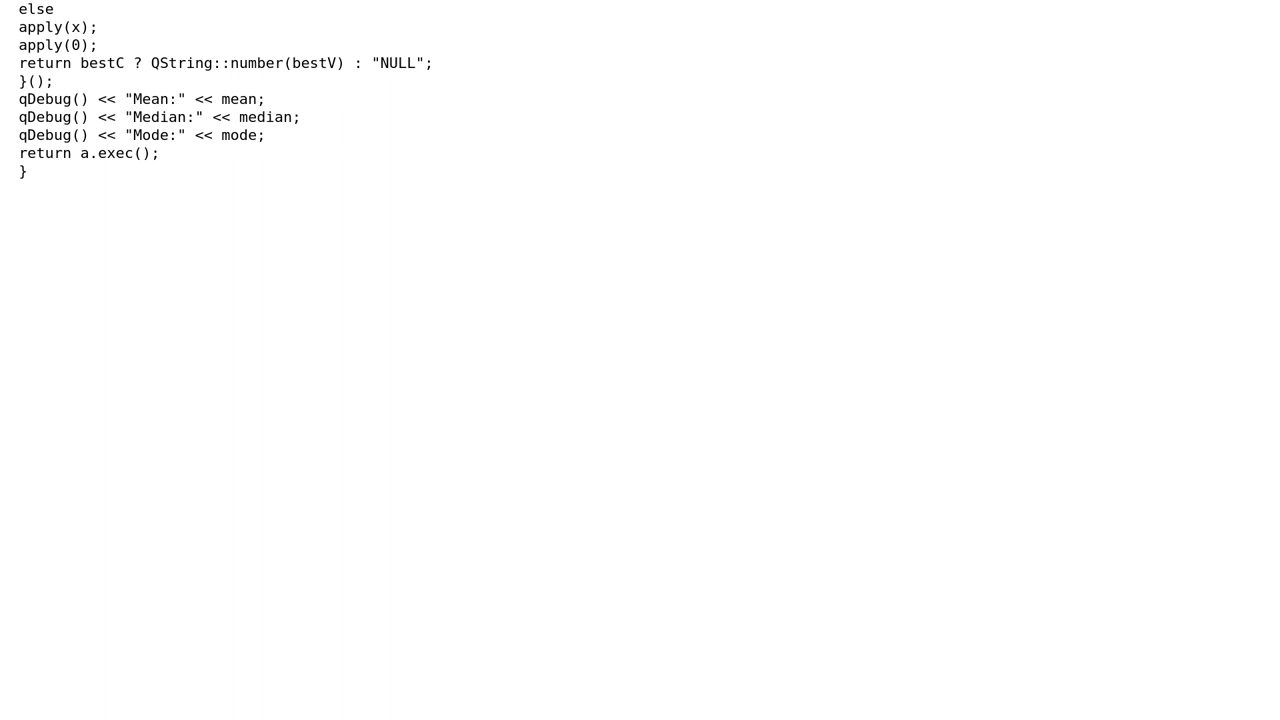 else
apply(x);
apply(0);
return bestC ? QString::number(bestV) : "NULL";
}();
qDebug() << "Mean:" << mean;
qDebug() << "Median:" << median;
qDebug() << "Mode:" << mode;
return a.exec();
}